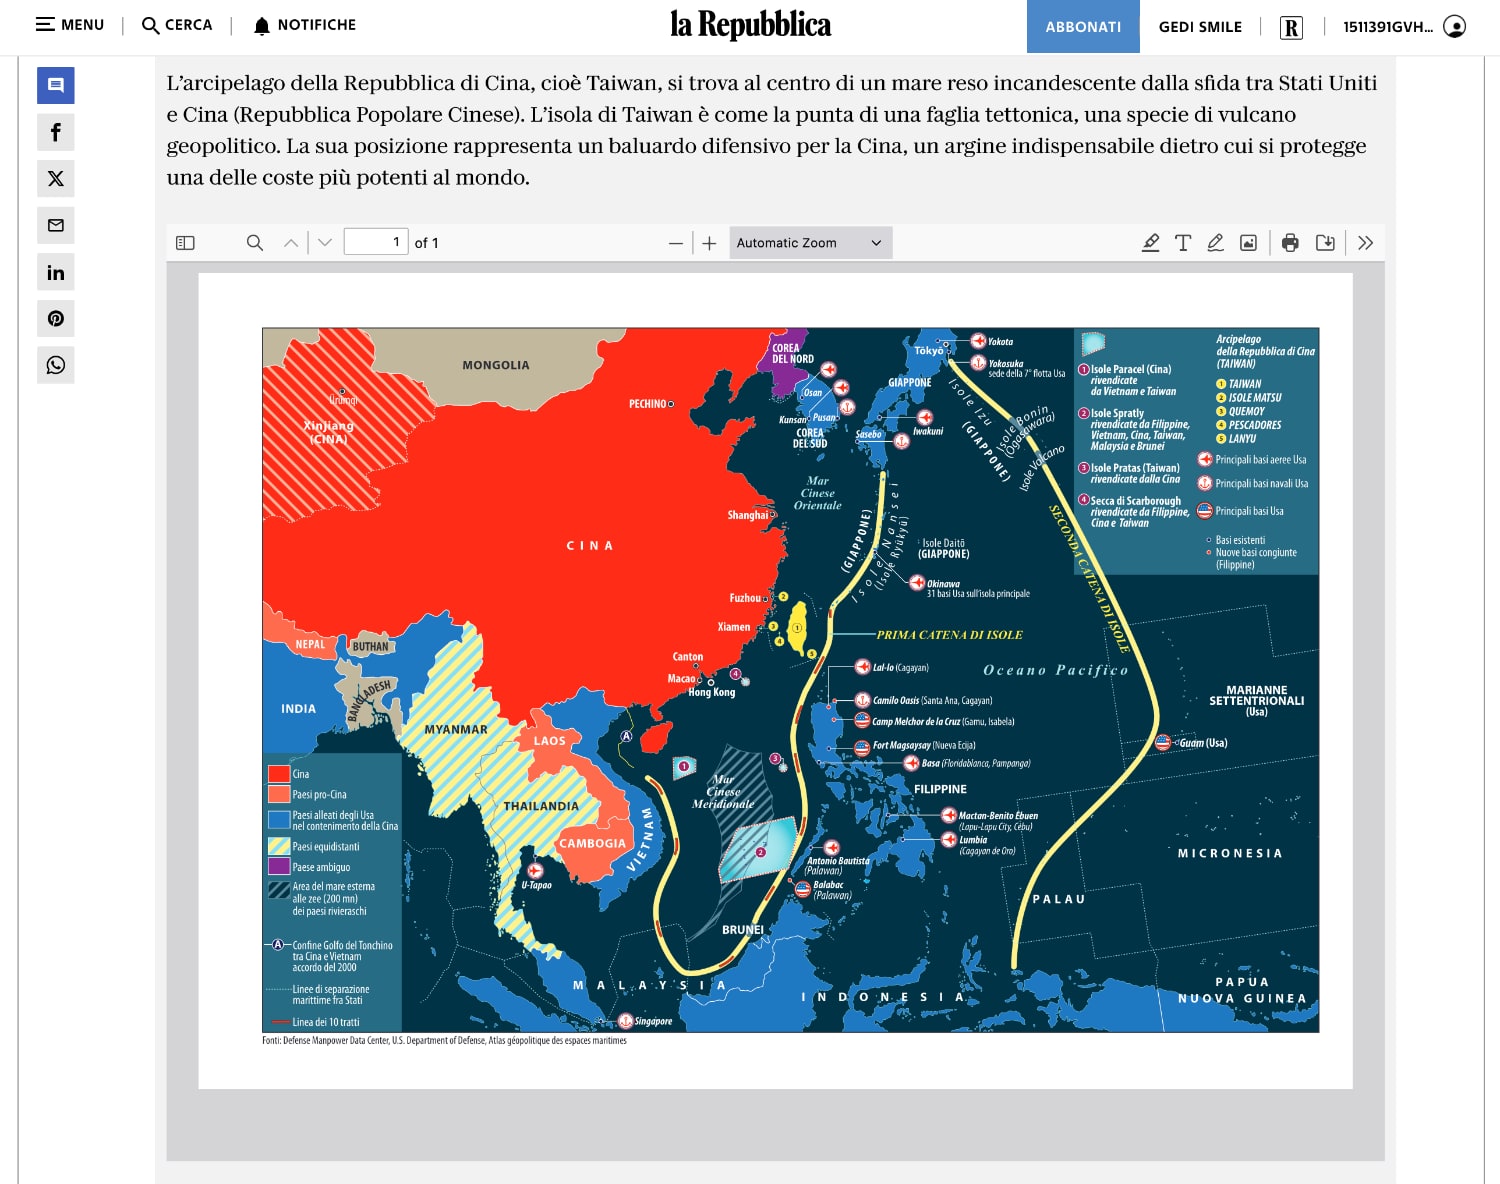 MENU
CERCA
NOTIFICHE
la Repubblica
ABBONATI
GEDI SMILE
R
1511391GVH...
L'arcipelago della Repubblica di Cina, cioè Taiwan, si trova al centro di un mare reso incandescente dalla sfida tra Stati Uniti
e Cina (Repubblica Popolare Cinese). L'isola di Taiwan è come la punta di una faglia tettonica, una specie di vulcano
geopolitico. La sua posizione rappresenta un baluardo difensivo per la Cina, un argine indispensabile dietro cui si protegge
una delle coste più potenti al mondo.
1 of 1
Automatic Zoom
MONGOLIA
Ürümqi
Xinjiang
(CINA)
PECHINO
COREA
DEL NORD
Osan
Kunsan
Pusan
COREA
DEL SUD
Tōkyō
GIAPPONE
Sasebo
Iwakuni
Yokota
Yokosuka
sede della 7° flotta Usa
Isole Izu
(GIAPPONE)
Isole Bonin
(Ogasawara)
Isole Volcano
Arcipelago
della Repubblica di Cina
(TAIWAN)
1 TAIWAN
2 ISOLE MATSU
3 QUEMOY
4 PESCADORES
5 LANYU
1 Isole Paracel (Cina)
rivendicate
da Vietnam e Taiwan
2 Isole Spratly
rivendicate da Filippine,
Vietnam, Cina, Taiwan,
Malaysia e Brunei
3 Isole Pratas (Taiwan)
rivendicate dalla Cina
4 Secca di Scarborough
rivendicate da Filippine,
Cina e Taiwan
Principali basi aeree Usa
Principali basi navali Usa
Principali basi Usa
Basi esistenti
Nuove basi congiunte
(Filippine)
Mar
Cinese
Orientale
CINA
Shanghai
(GIAPPONE)
Isole Nansei
(Isole Ryūkyū)
Isole Daitō
(GIAPPONE)
Okinawa
31 basi Usa sull'isola principale
SECONDA CATENA DI ISOLE
Fuzhou
2
Xiamen
3
4
1
5
PRIMA CATENA DI ISOLE
Oceano Pacifico
NEPAL
BUTHAN
BANGLADESH
INDIA
MYANMAR
Canton
Macao
Hong Kong
4
Lal-lo (Cagayan)
Camilo Oasis (Santa Ana, Cagayan)
Camp Melchor de la Cruz (Gamu, Isabela)
Fort Magsaysay (Nueva Ecija)
Basa (Floridablanca, Pampanga)
MARIANNE
SETTENTRIONALI
(Usa)
Guam (Usa)
LAOS
A
1
3
Mar
Cinese
Meridionale
THAILANDIA
CAMBOGIA
VIETNAM
2
U-Tapao
FILIPPINE
Mactan-Benito Ebuen
(Lapu-Lapu City, Cebu)
Lumbia
(Cagayan de Oro)
Antonio Bautista
(Palawan)
Balabac
(Palawan)
MICRONESIA
PALAU
BRUNEI
MALAYSIA
INDONESIA
PAPUA
NUOVA GUINEA
Singapore
Cina
Paesi pro-Cina
Paesi alleati degli Usa
nel contenimento della Cina
Paesi equidistanti
Paese ambiguo
Area del mare esterna
alle zee (200 mn)
dei paesi rivieraschi
A Confine Golfo del Tonchino
tra Cina e Vietnam
accordo del 2000
Linee di separazione
marittime fra Stati
Linea dei 10 tratti
Fonti: Defense Manpower Data Center, U.S. Department of Defense, Atlas géopolitique des espaces maritimes